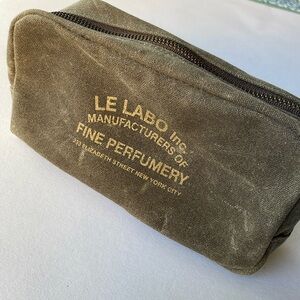 LE LABO Inc.
MANUFACTURERS OF
FINE PERFUMERY
ELIZABETH STREET NEW YORK CITY